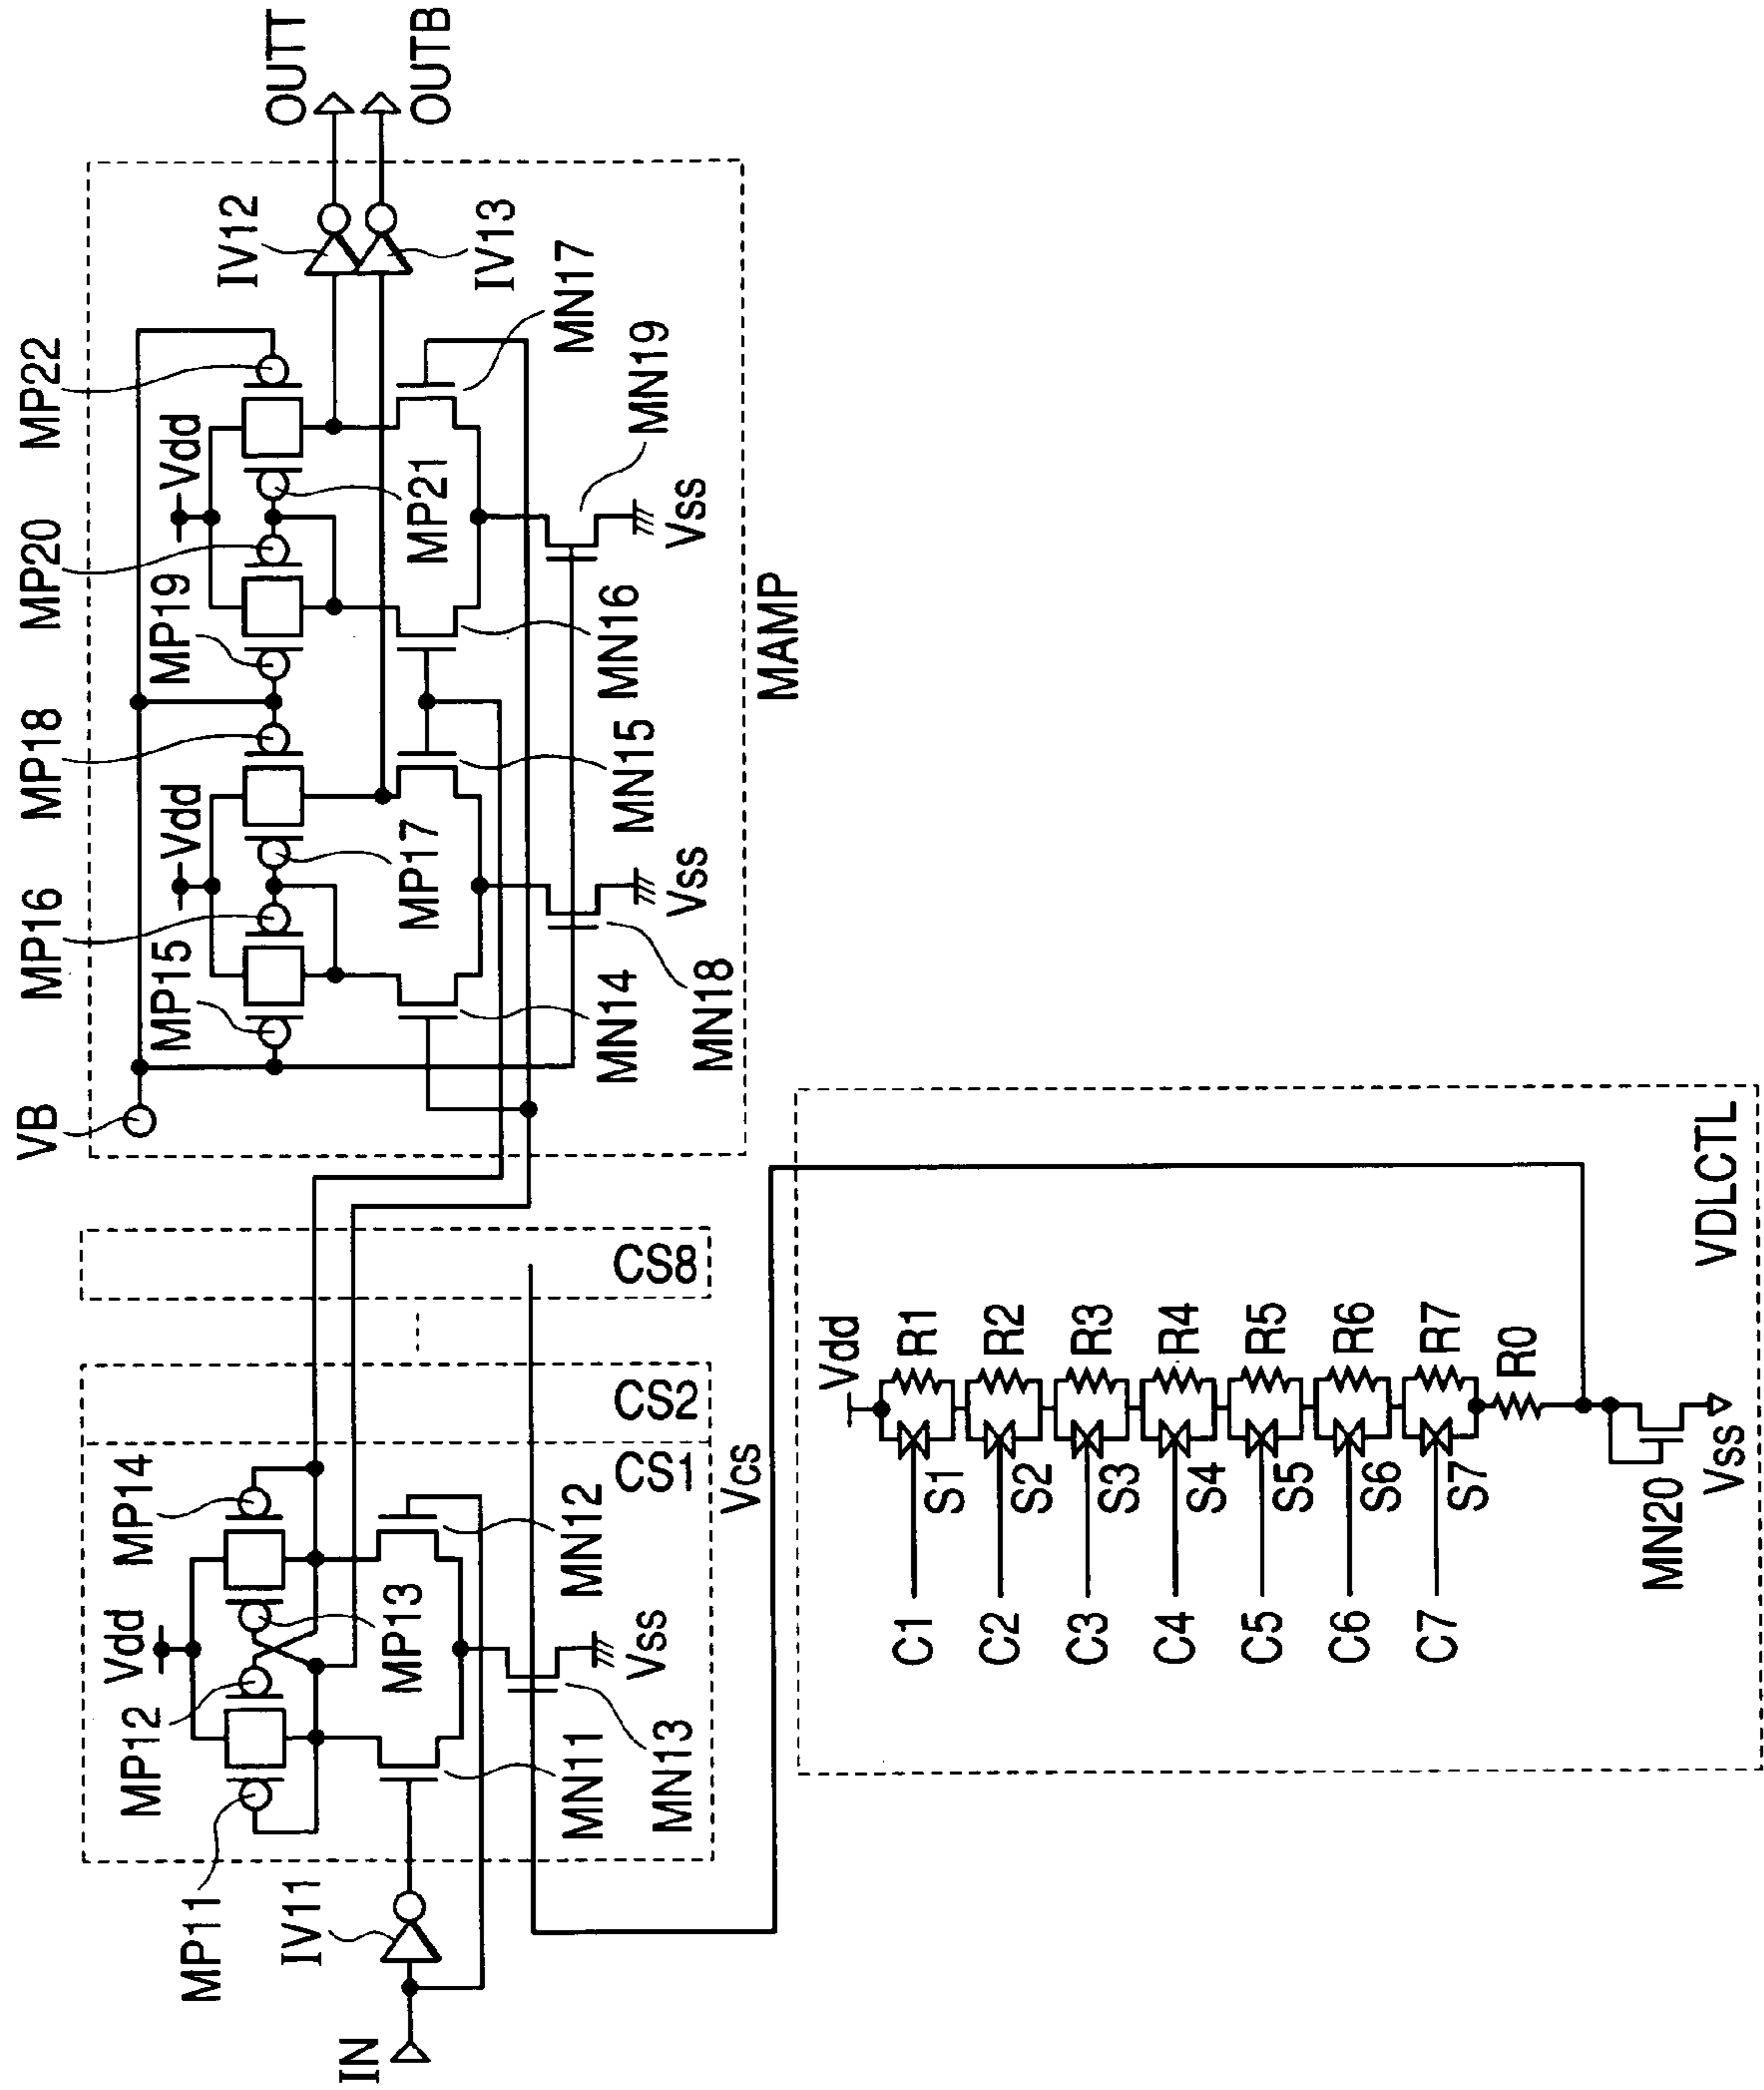 OUTT
OUTB
IV12
IV13
MP22
MN17
MN19
Vdd
MP21
MP20
Vss
MP19
MN16
MAMP
MP18
MN15
Vdd
MP17
MP16
Vss
MP15
MN14
MN18
VB
CS8
CS2
CS1
MP14
MN12
Vcs
Vdd
MP13
MP12
Vss
MN11
MN13
MP11
IV11
IN
VDLCTL
Vdd
R1
R2
R3
R4
R5
R6
R7
R0
S1
S2
S3
S4
S5
S6
S7
C1
C2
C3
C4
C5
C6
C7
MN20
Vss